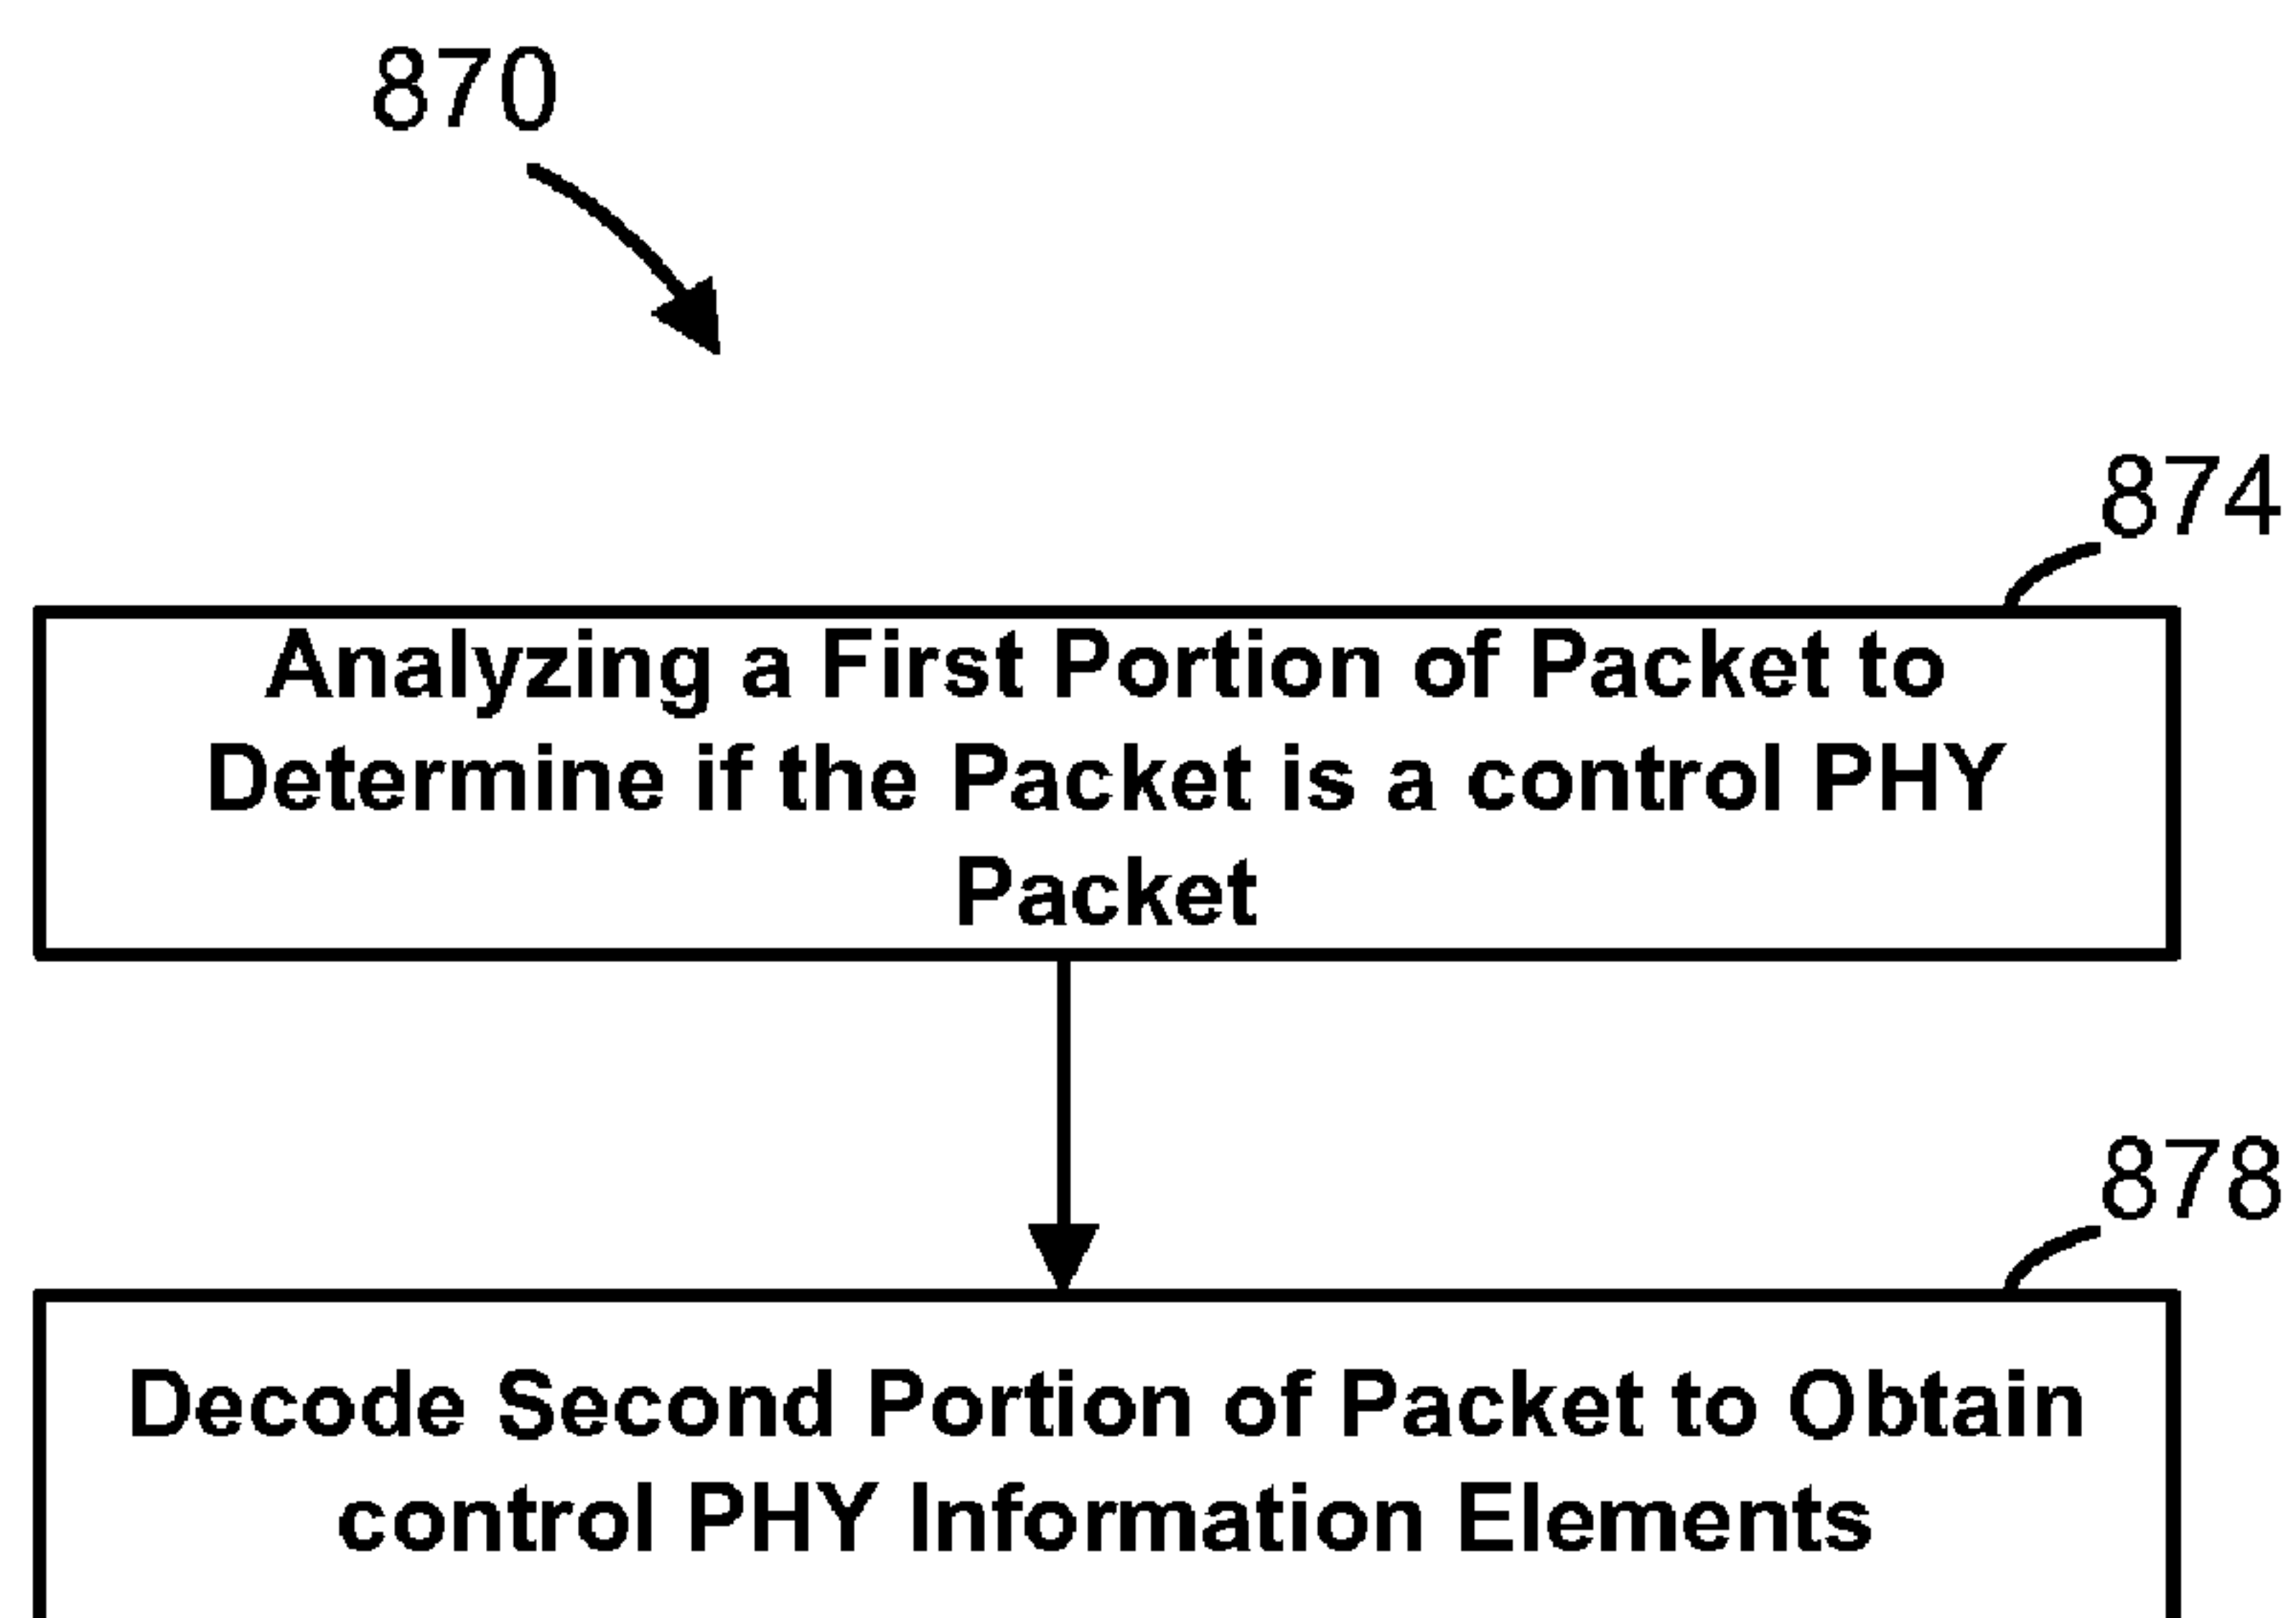 870
874
Analyzing a First Portion of Packet to
Determine if the Packet is a control PHY
Packet
878
Decode Second Portion of Packet to Obtain
control PHY Information Elements